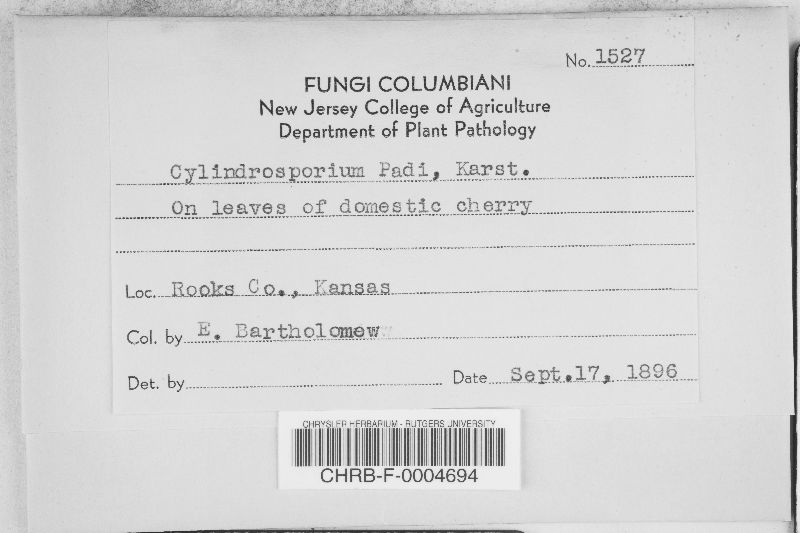 No. 1527
FUNGI COLUMBIANI
New Jersey College of Agriculture
Department of Plant Pathology
Cylindrosporium Padi, Karst.
On leaves of domestic cherry
Loc. Rooks Co., Kansas
Col. by E. Bartholomew
Det. by
Date Sept.17, 1896
CHRYSLER HERBARIUM - RUTGERS UNIVERSITY
CHRB-F-0004694